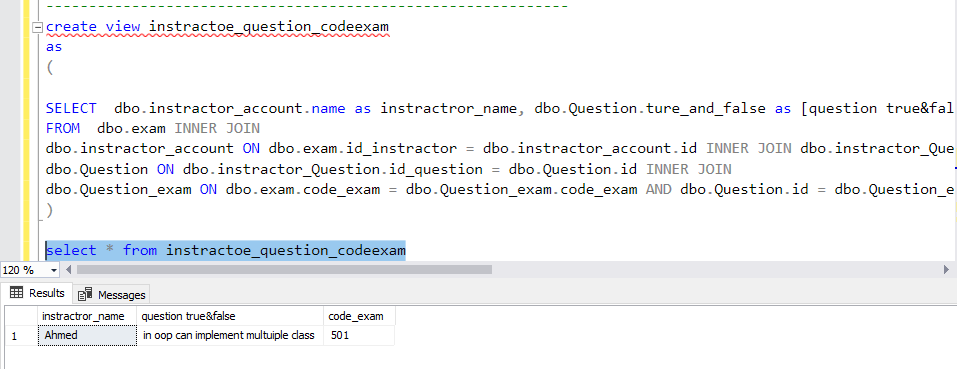 --------------------------------------------------------------
create view instractoe_question_codeexam
as
(
SELECT dbo.instractor_account.name as instractror_name, dbo.Question.ture_and_false as [question true&fal
FROM dbo.exam INNER JOIN
dbo.instractor_account ON dbo.exam.id_instractor = dbo.instractor_account.id INNER JOIN dbo.instractor_Que
dbo.Question ON dbo.instractor_Question.id_question = dbo.Question.id INNER JOIN
dbo.Question_exam ON dbo.exam.code_exam = dbo.Question_exam.code_exam AND dbo.Question.id = dbo.Question_e
)
select * from instractoe_question_codeexam
120 %
Results Messages
instractror_name question true&false code_exam
1 Ahmed in oop can implement multuiple class 501